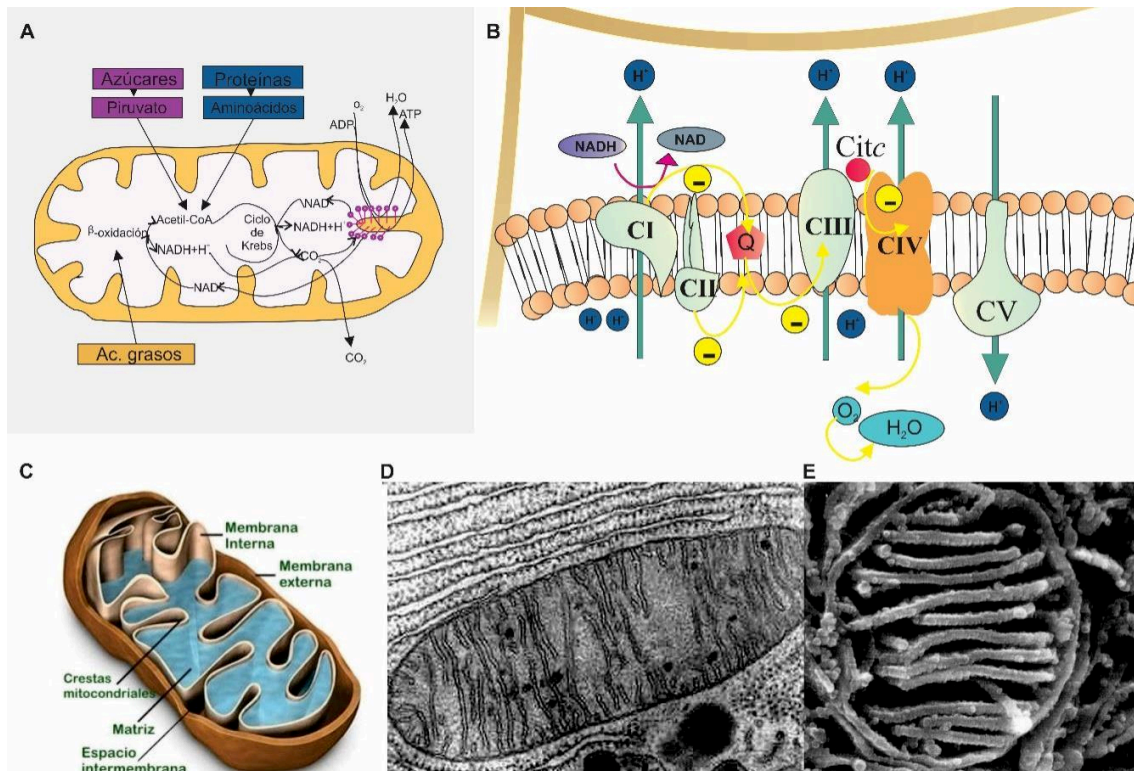 A
Azúcares
Proteínas
Piruvato
Aminoácidos
O₂
H₂O
ADP
ATP
Acetil-CoA
NAD
β-oxidación
Ciclo
de
Krebs
NADH+H
NADH+H
CO₂
NAD
Ac. grasos
CO₂
B
H⁺
H⁺
H⁺
NADH
NAD
Citc
CI
Q
CIII
CIV
CII
CV
H⁺
H⁺
H⁺
H⁺
O₂
H₂O
C
Membrana
Interna
Membrana
externa
Crestas
mitocondriales
Matriz
Espacio
intermembrana
D
E